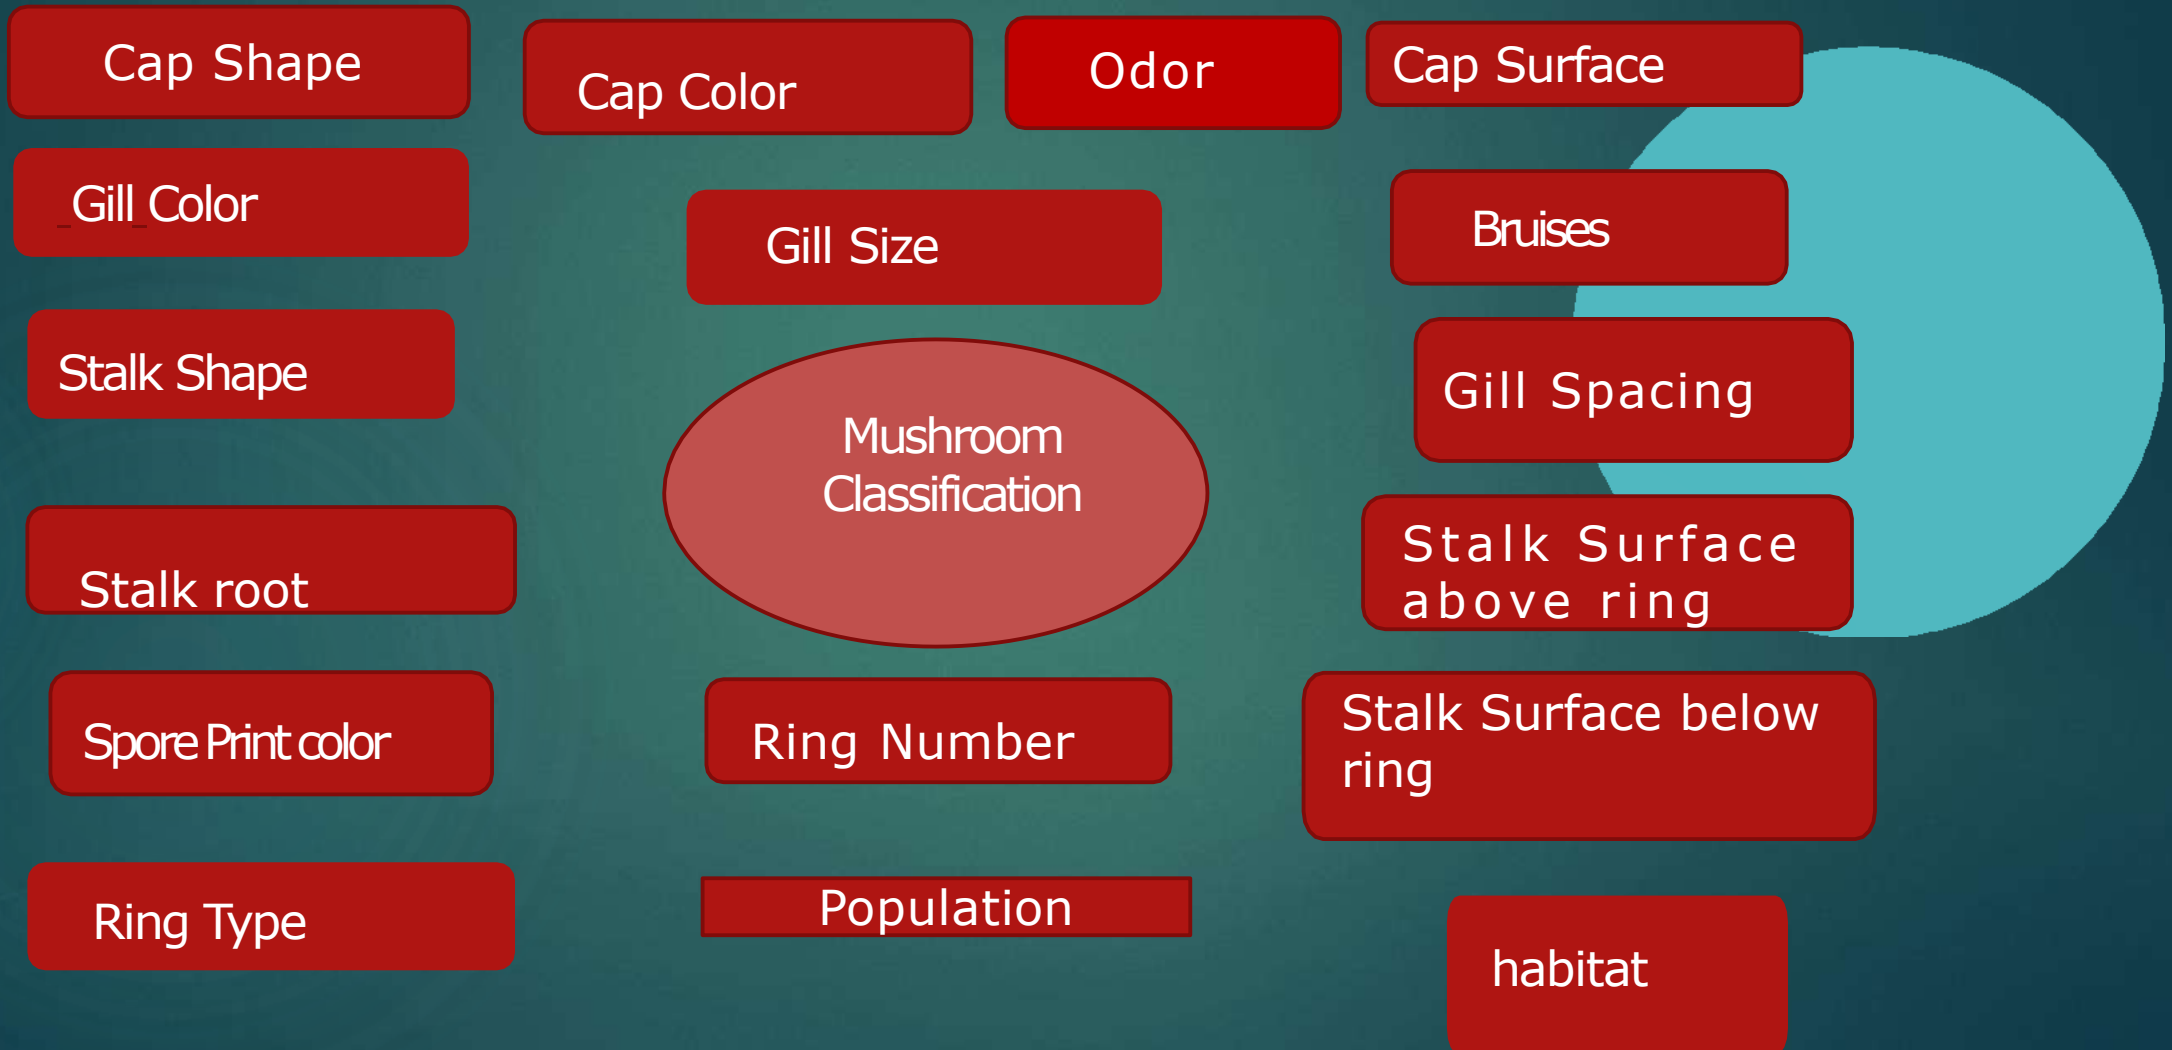 Cap Shape
Cap Color
Odor
Cap Surface
Gill Color
Gill Size
Bruises
Stalk Shape
Gill Spacing
Mushroom
Classification
Stalk Surface
above ring
Stalk root
Spore Print color
Ring Number
Stalk Surface below
ring
Ring Type
Population
habitat